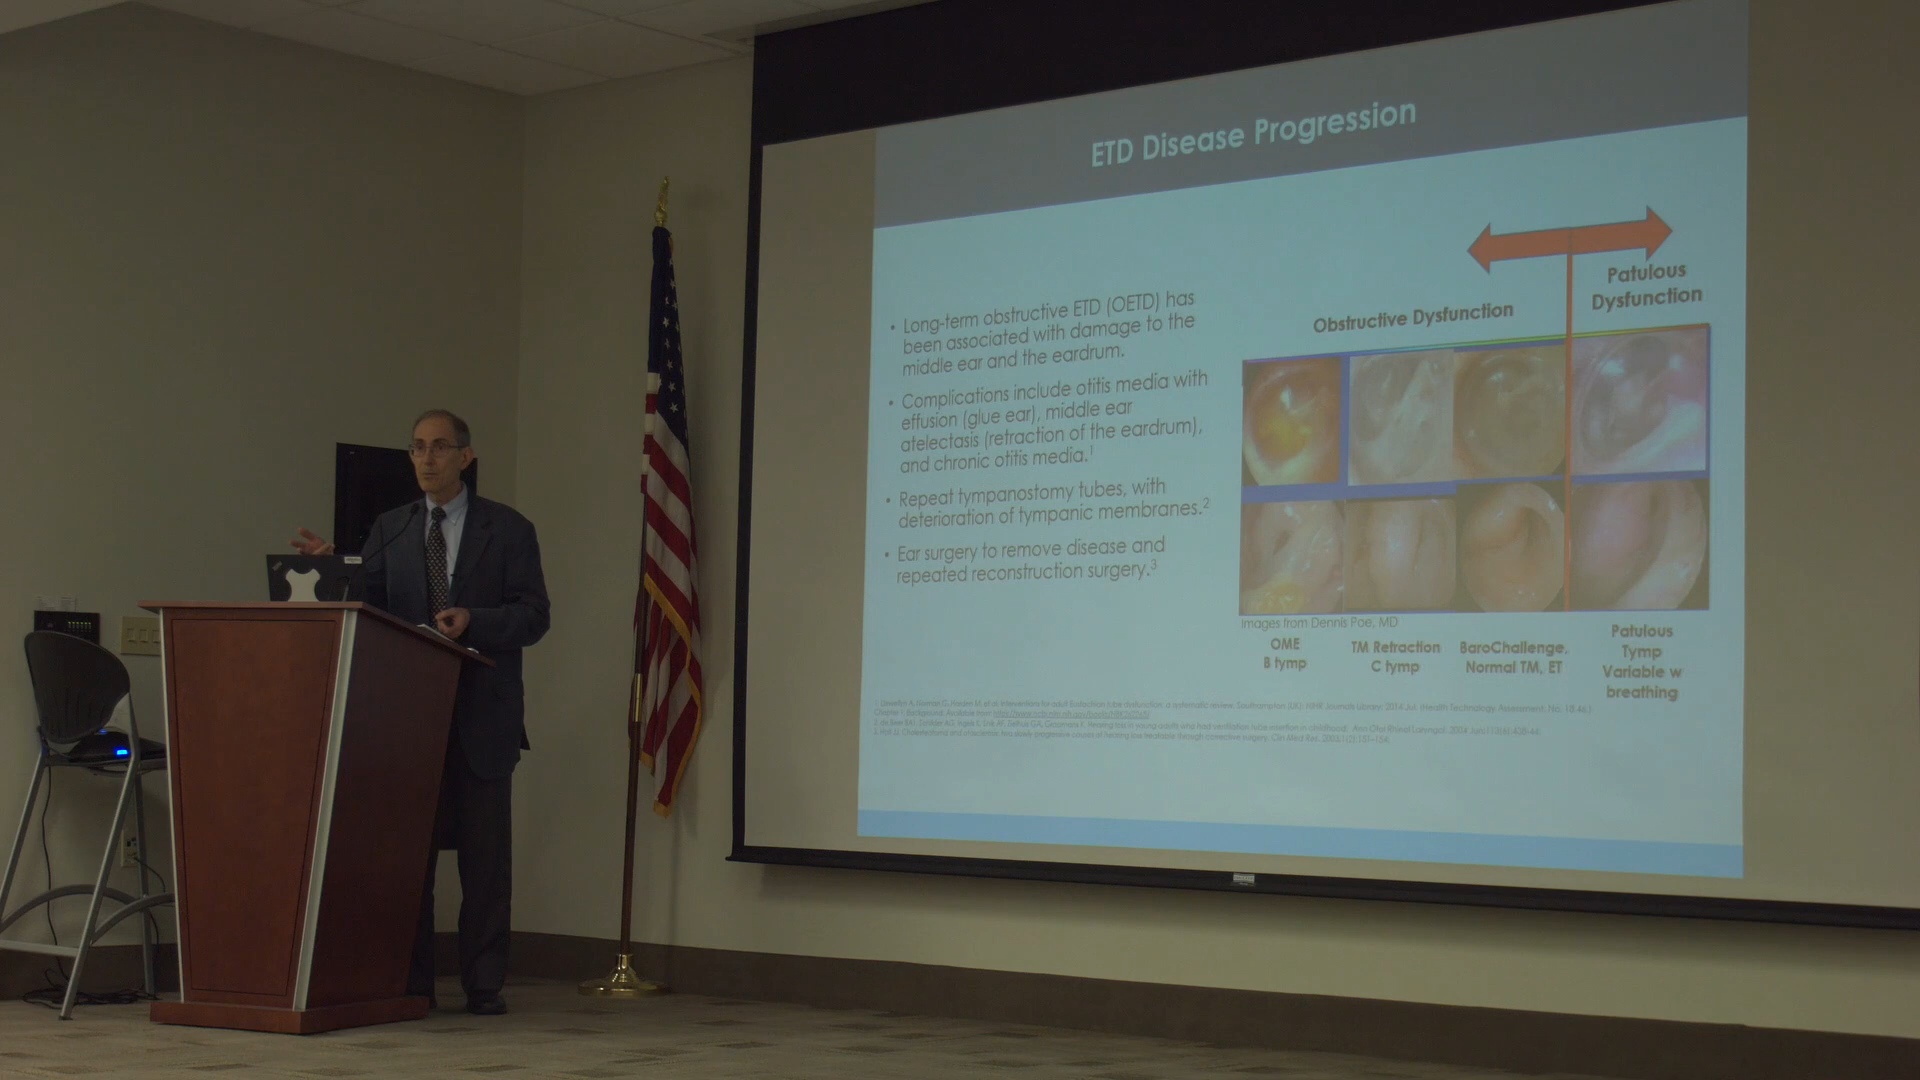 ETD Disease Progression
• Long-term obstructive ETD (OETD) has
been associated with damage to the
middle ear and the eardrum.
• Complications include otitis media with
effusion (glue ear), middle ear
atelectasis (retraction of the eardrum),
and chronic otitis media.1
• Repeat tympanostomy tubes, with
deterioration of tympanic membranes.2
• Ear surgery to remove disease and
repeated reconstruction surgery.3
Obstructive Dysfunction
Patulous
Dysfunction
Images from Dennis Poe, MD
OME
B tymp
TM Retraction
C tymp
BaroChallenge.
Normal TM, ET
Patulous
Tymp
Variable w
breathing